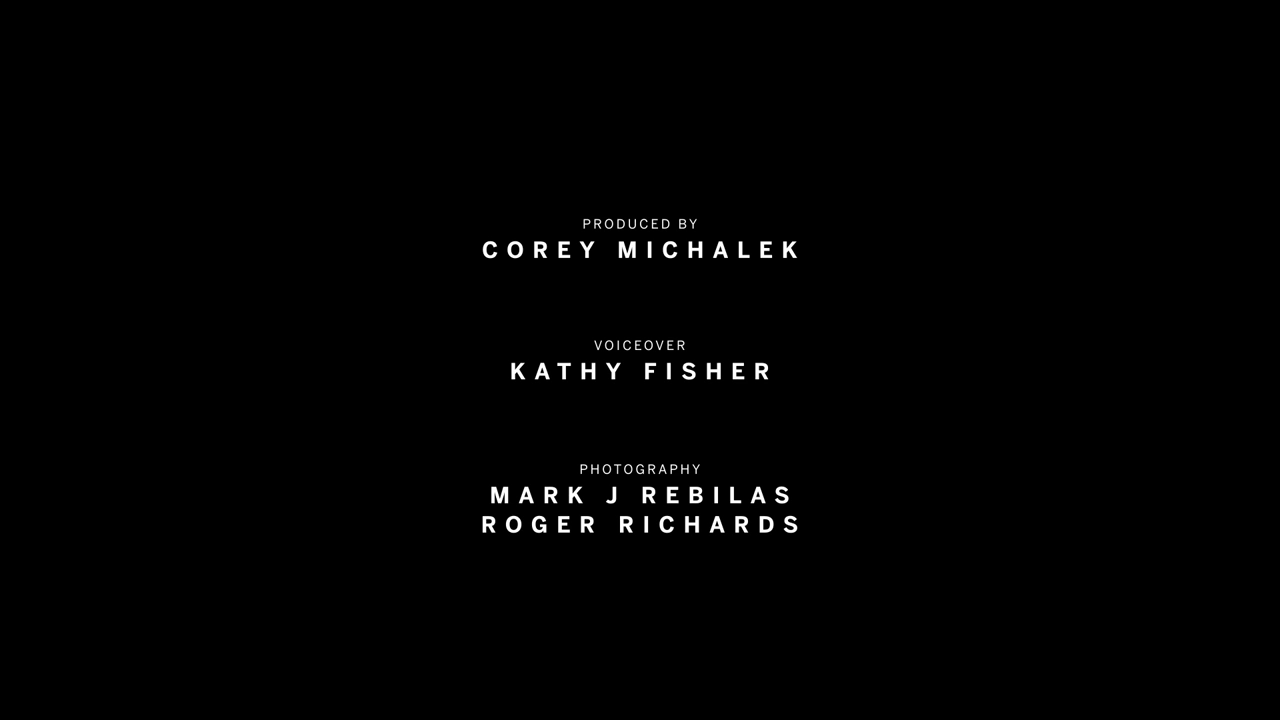 PRODUCED BY
COREY MICHALEK
VOICEOVER
KATHY FISHER
PHOTOGRAPHY
MARK J REBILAS
ROGER RICHARDS